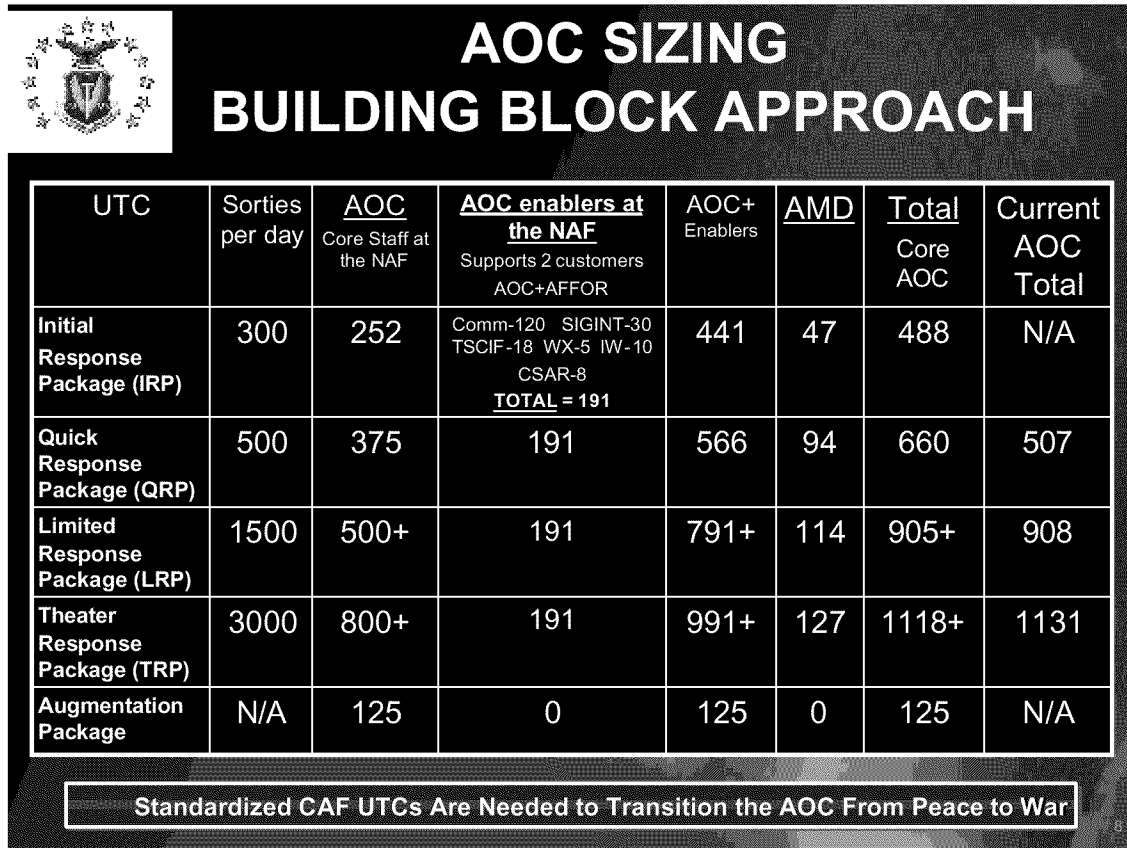 AOC SIZING
BUILDING BLOCK APPROACH
UTC
Sorties
per day
AOC
Core Staff at
the NAF
AOC enablers at
the NAF
Supports 2 customers
AOC+AFFOR
AOC+
Enablers
AMD
Total
Core
AOC
Current
AOC
Total
Initial
Response
Package (IRP)
300
252
Comm-120 SIGINT-30
TSCIF-18 WX-5 IW-10
CSAR-8
TOTAL = 191
441
47
488
N/A
Quick
Response
Package (QRP)
500
375
191
566
94
660
507
Limited
Response
Package (LRP)
1500
500+
191
791+
114
905+
908
Theater
Response
Package (TRP)
3000
800+
191
991+
127
1118+
1131
Augmentation
Package
N/A
125
0
125
0
125
N/A
Standardized CAF UTCs Are Needed to Transition the AOC From Peace to War
8